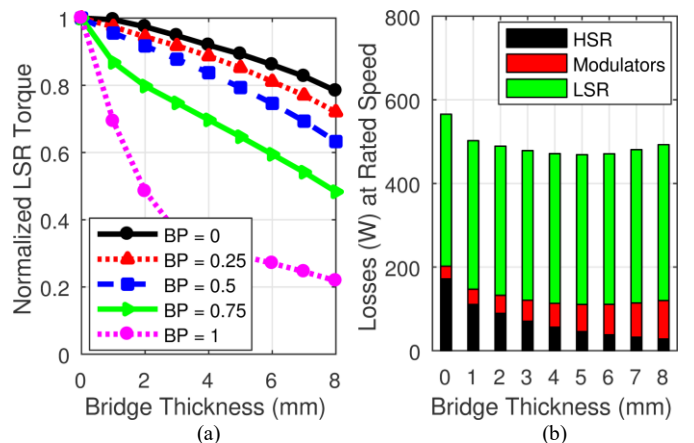 Normalized LSR Torque
1
0.8
0.6
0.4
0.2
0
BP = 0
BP = 0.25
BP = 0.5
BP = 0.75
BP = 1
0 2 4 6 8
Bridge Thickness (mm)
(a)
Losses (W) at Rated Speed
800
600
400
200
0
HSR
Modulators
LSR
0 1 2 3 4 5 6 7 8
Bridge Thickness (mm)
(b)